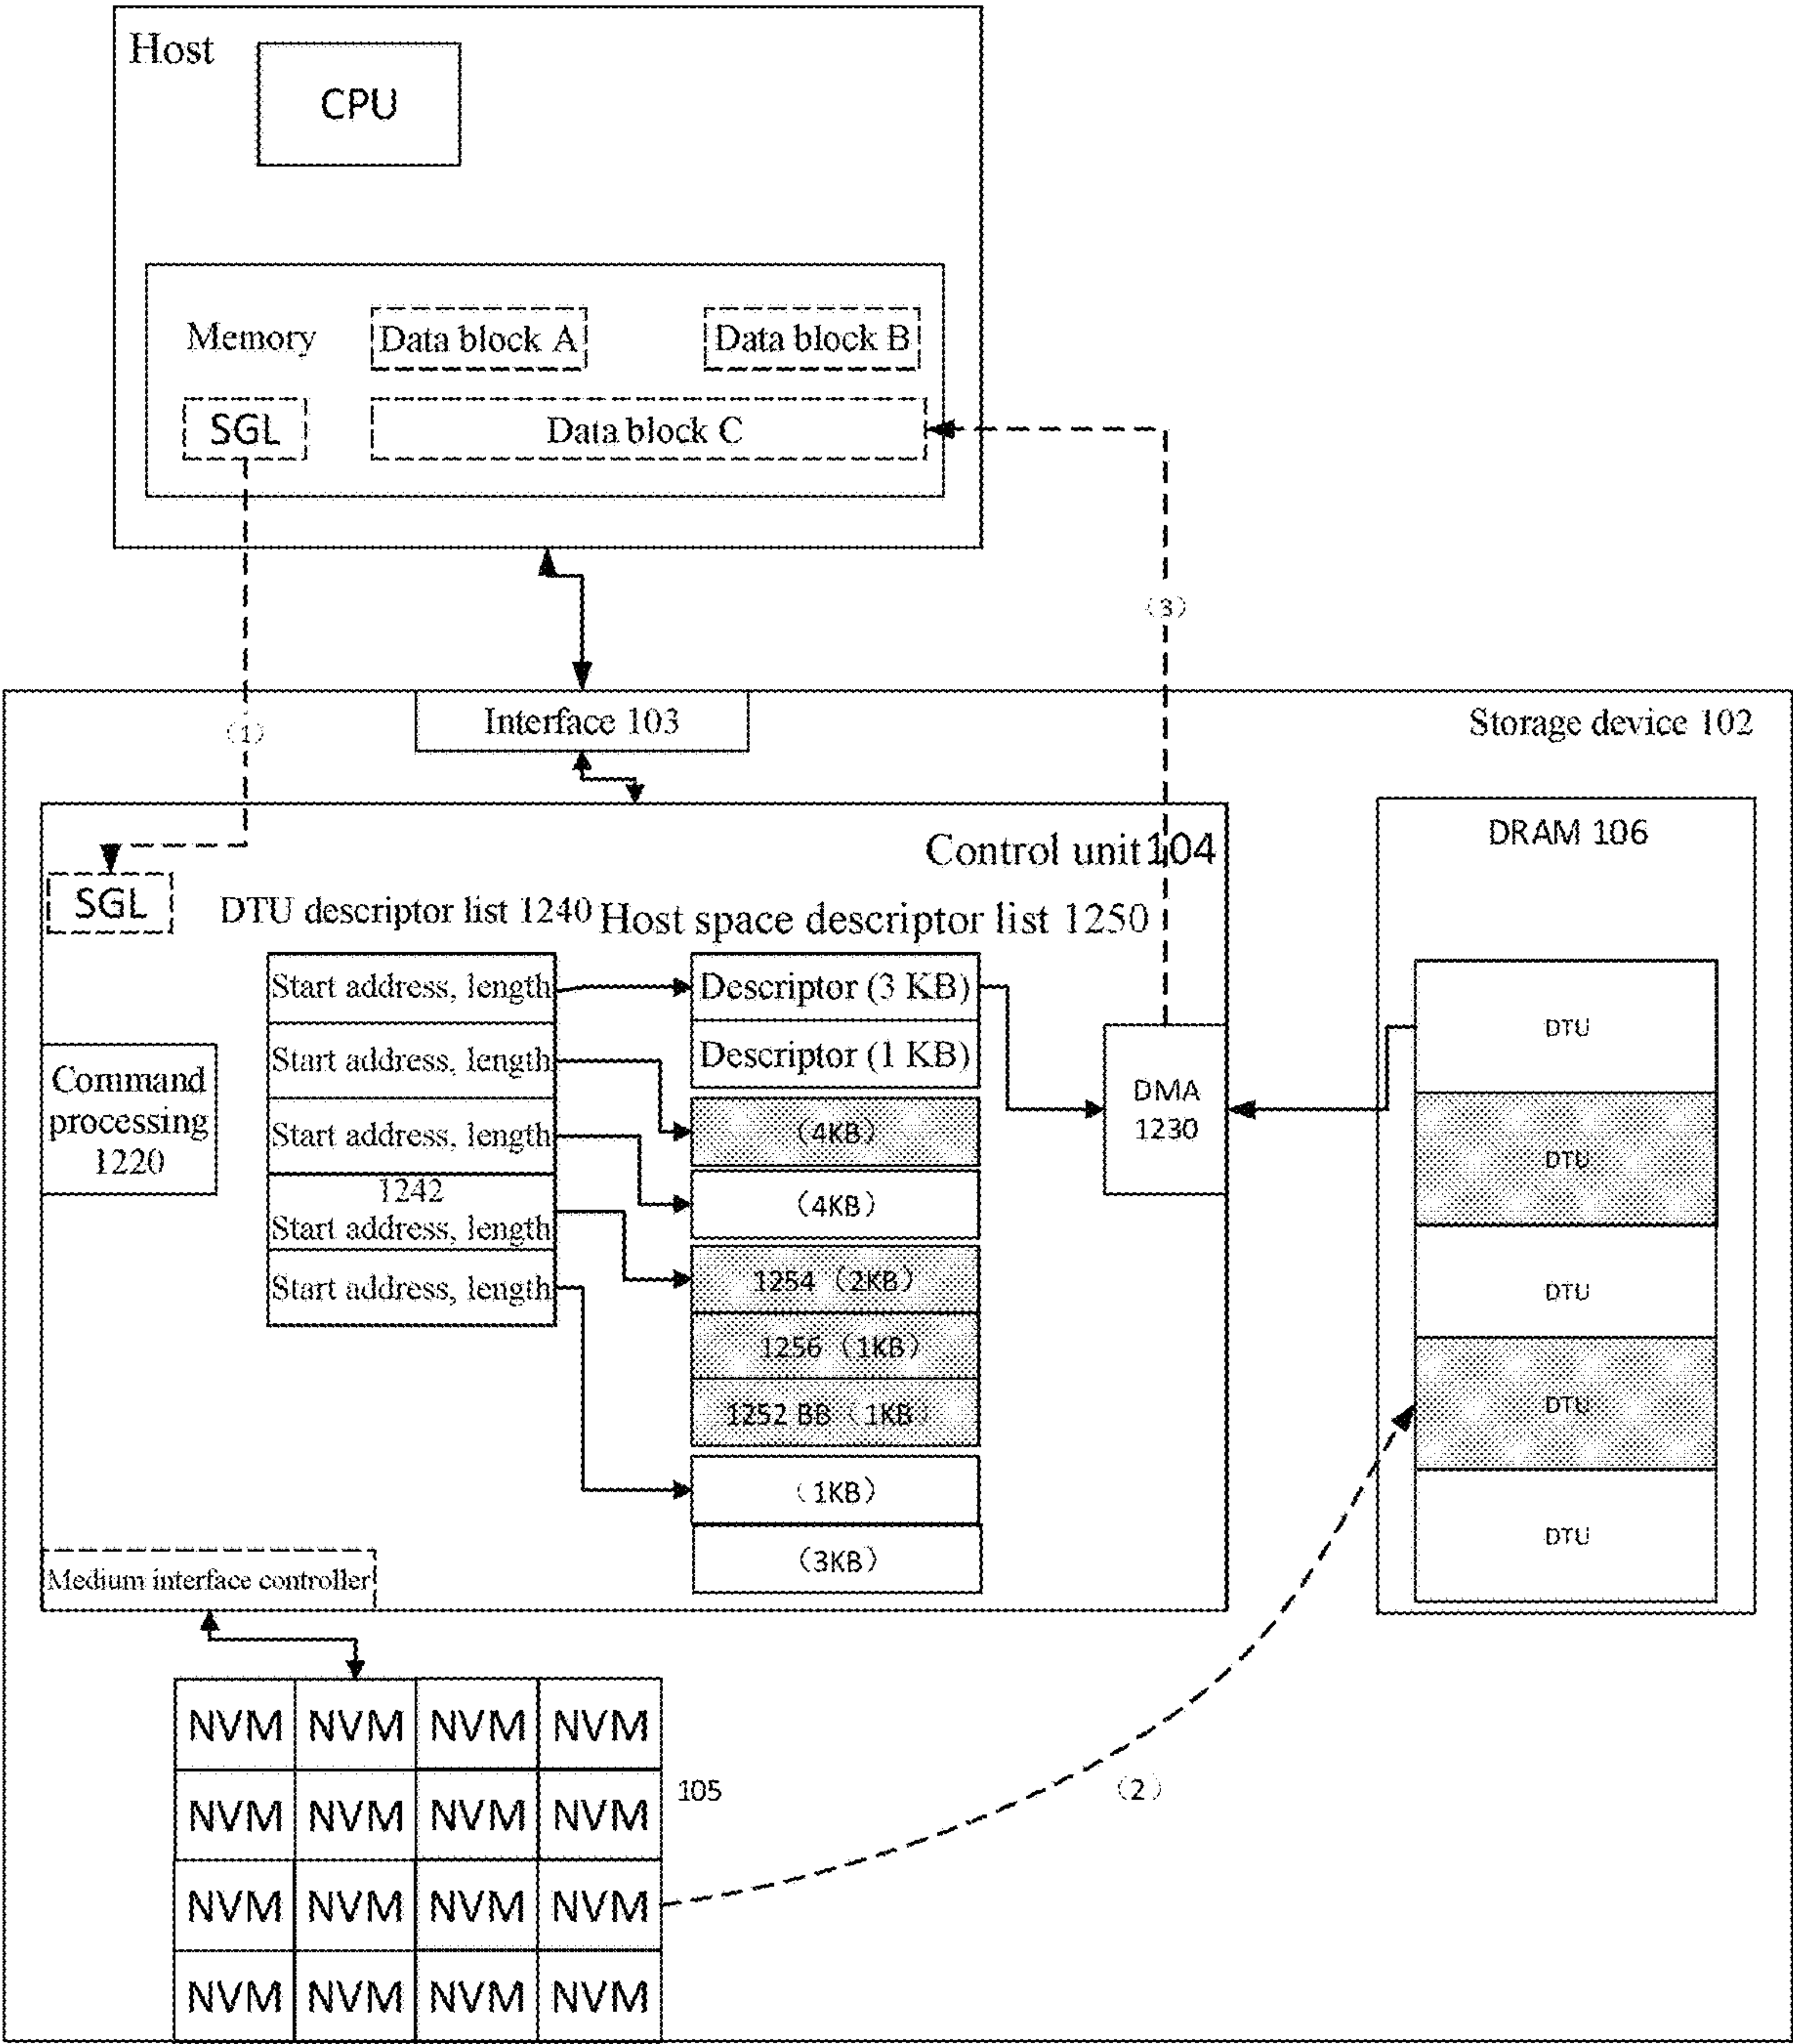 Host
CPU
Memory
Data block A
Data block B
SGL
Data block C
(3)
(1)
Interface 103
Storage device 102
Control unit 104
DRAM 106
SGL
DTU descriptor list 1240
Host space descriptor list 1250
Start address, length
Descriptor (3 KB)
Descriptor (1 KB)
Start address, length
(4KB)
Start address, length
(4KB)
1242
Start address, length
1254 (2KB)
Start address, length
1256 (1KB)
1252 BB (1KB)
(1KB)
(3KB)
Command
processing
1220
DMA
1230
DTU
DTU
DTU
DTU
DTU
Medium interface controller
NVM NVM NVM NVM
105
NVM NVM NVM NVM
(2)
NVM NVM NVM NVM
NVM NVM NVM NVM